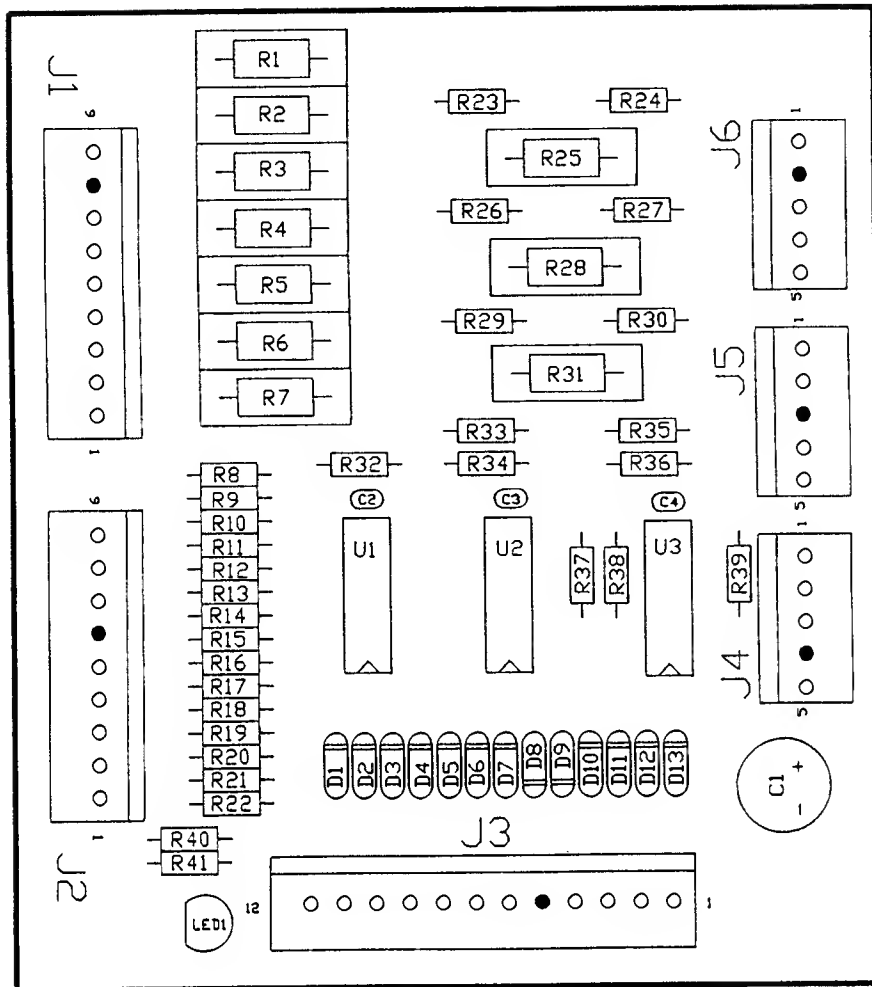 J1
9
1
R1
R2
R3
R4
R5
R6
R7
R23
R24
R25
R26
R27
R28
R29
R30
R31
R33
R35
R32
R34
R36
J6
1
5
J5
1
5
J4
1
5
R8
R9
R10
R11
R12
R13
R14
R15
R16
R17
R18
R19
R20
R21
R22
C2
C3
C4
U1
U2
U3
R37
R38
R39
J2
9
1
D1
D2
D3
D4
D5
D6
D7
D8
D9
D10
D11
D12
D13
C1
+
-
R40
R41
J3
LED1
12
1